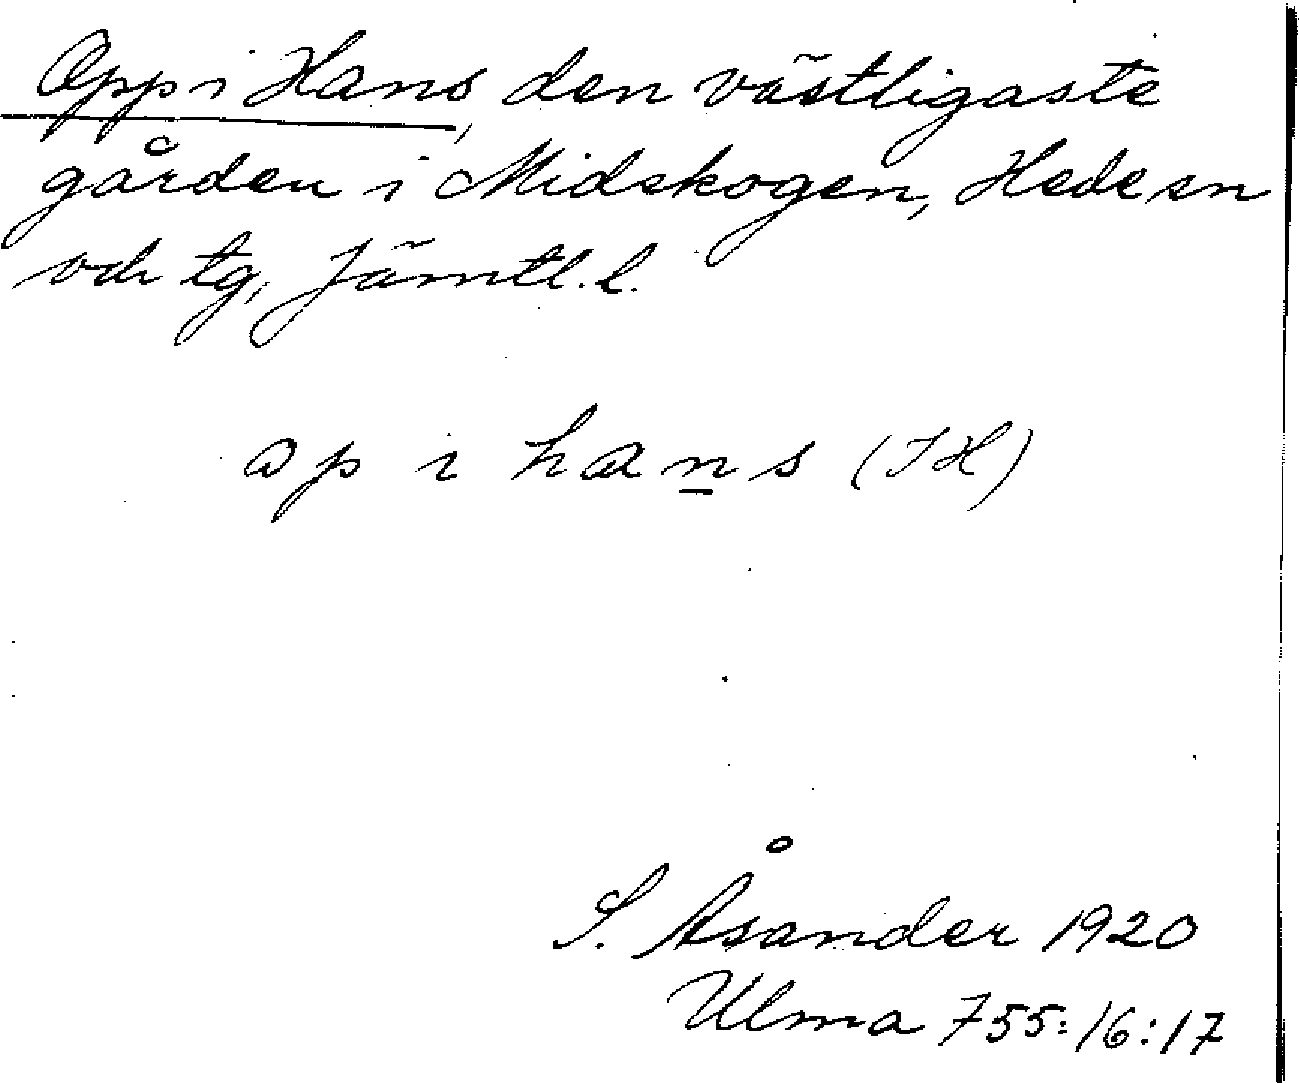 Opp i Hans, den västligaste
gården i Midskogen, Hede sn
och tg, Jämtl. l.
op i hans (JH)
S. Åsander 1920
Ulma 755:16:17